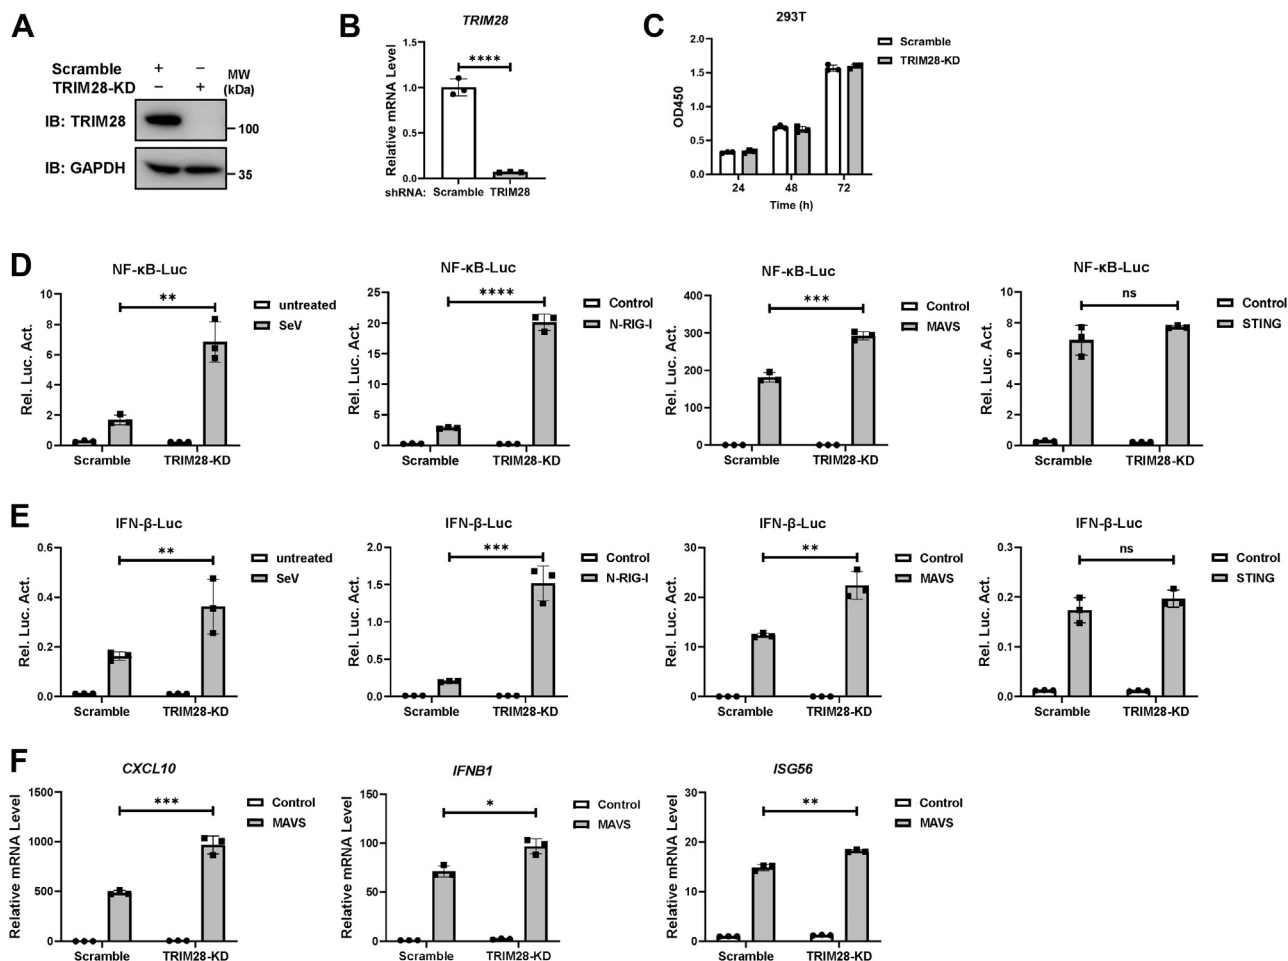 A
Scramble + −
TRIM28-KD − +
MW
(kDa)
IB: TRIM28
100
IB: GAPDH
35
B
TRIM28
Relative mRNA Level
1.5
1.0
0.5
0.0
****
shRNA: Scramble TRIM28
C
293T
OD450
2.0
1.5
1.0
0.5
0.0
24 48 72
Time (h)
Scramble
TRIM28-KD
D
NF-κB-Luc
Rel. Luc. Act.
10
8
6
4
2
0
**
Scramble TRIM28-KD
untreated
SeV
NF-κB-Luc
Rel. Luc. Act.
25
20
15
10
5
0
****
Scramble TRIM28-KD
Control
N-RIG-I
NF-κB-Luc
Rel. Luc. Act.
400
300
200
100
0
***
Scramble TRIM28-KD
Control
MAVS
NF-κB-Luc
Rel. Luc. Act.
10
8
6
4
2
0
ns
Scramble TRIM28-KD
Control
STING
E
IFN-β-Luc
Rel. Luc. Act.
0.6
0.4
0.2
0.0
**
Scramble TRIM28-KD
untreated
SeV
IFN-β-Luc
Rel. Luc. Act.
2.0
1.5
1.0
0.5
0.0
***
Scramble TRIM28-KD
Control
N-RIG-I
IFN-β-Luc
Rel. Luc. Act.
30
20
10
0
**
Scramble TRIM28-KD
Control
MAVS
IFN-β-Luc
Rel. Luc. Act.
0.3
0.2
0.1
0.0
ns
Scramble TRIM28-KD
Control
STING
F
CXCL10
Relative mRNA Level
1500
1000
500
0
***
Scramble TRIM28-KD
Control
MAVS
IFNB1
Relative mRNA Level
150
100
50
0
*
Scramble TRIM28-KD
Control
MAVS
ISG56
Relative mRNA Level
30
20
10
0
**
Scramble TRIM28-KD
Control
MAVS